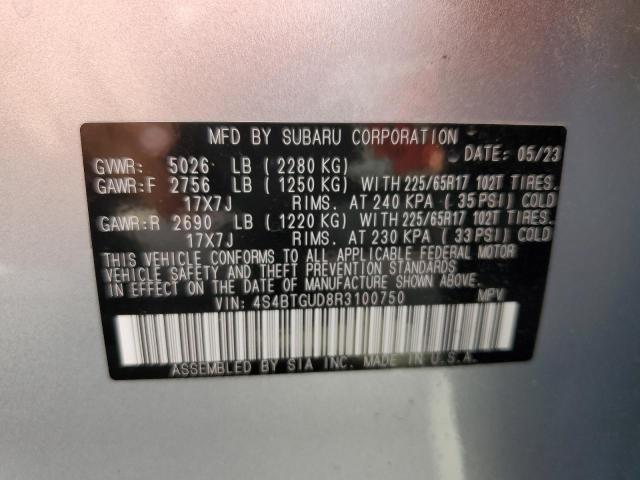 MFD BY SUBARU CORPORATION
DATE: 05/23
GVWR: 5026 LB (2280 KG)
GAWR:F 2756 LB (1250 KG) WITH 225/65R17 102T TIRES.
17X7J RIMS. AT 240 KPA (35 PSI) COLD
GAWR:R 2690 LB (1220 KG) WITH 225/65R17 102T TIRES.
17X7J RIMS. AT 230 KPA (33 PSI) COLD
THIS VEHICLE CONFORMS TO ALL APPLICABLE FEDERAL MOTOR
VEHICLE SAFETY AND THEFT PREVENTION STANDARDS
IN EFFECT ON THE DATE OF MANUFACTURE SHOWN ABOVE.
VIN: 4S4BTGUD8R3100750 MPV
ASSEMBLED BY SIA INC. MADE IN U.S.A.